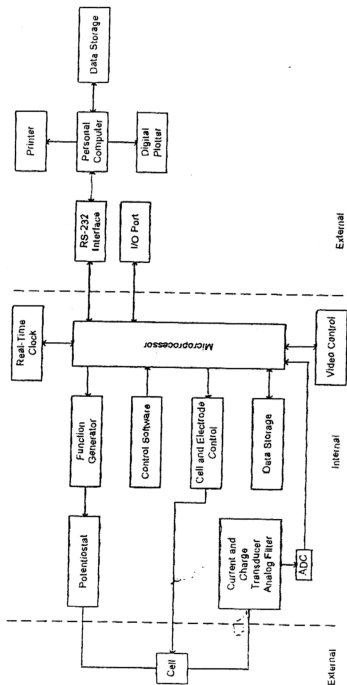 Data Storage
Printer
Personal
Computer
Digital
Plotter
RS-232
Interface
I/O Port
External
Real-Time
Clock
Microprocessor
Video Control
Function
Generator
Control Software
Cell and Electrode
Control
Data Storage
Internal
Potentiostat
Current and
Charge
Transducer
Analog Filter
ADC
Cell
External